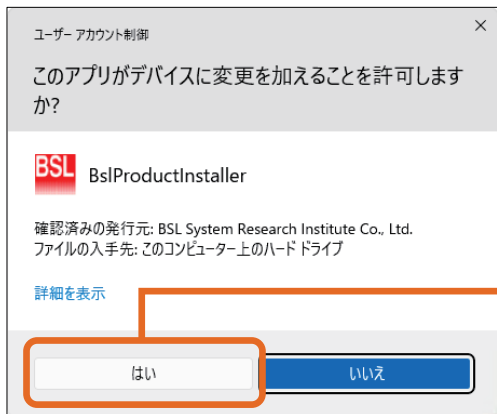 ユーザー アカウント制御
×
このアプリがデバイスに変更を加えることを許可します
か?
BSL
BslProductInstaller
確認済みの発行元: BSL System Research Institute Co., Ltd.
ファイルの入手先: このコンピューター上のハード ドライブ
詳細を表示
はい
いいえ